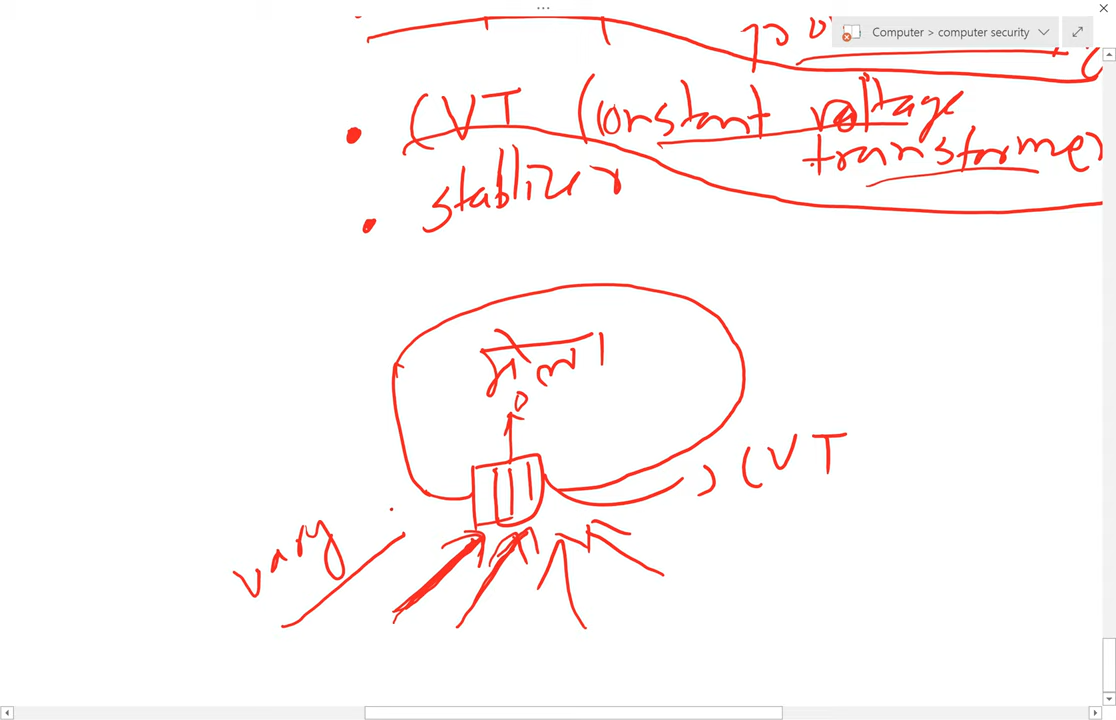 Computer > computer security
CVT (constant voltage
transformer
stablizer
CVT
vary